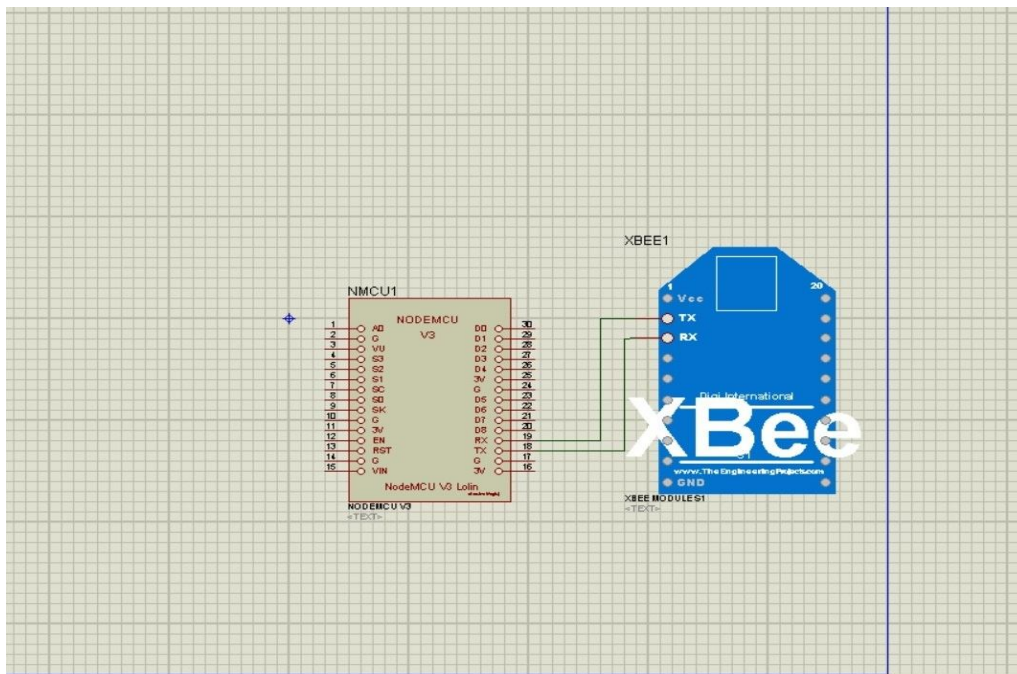 XBEE1
1
20
Vcc
TX
RX
Digi International
XBee
S1
www.TheEngineeringProjects.com
GND
XBEE MODULES1
<TEXT>
NMCU1
NODEMCU
V3
1 A0
2 G
3 VU
4 S3
5 S2
6 S1
7 SC
8 S0
9 SK
10 G
11 3V
12 EN
13 RST
14 G
15 VIN
D0 30
D1 29
D2 28
D3 27
D4 26
3V 25
G 24
D5 23
D6 22
D7 21
D8 20
RX 19
TX 18
G 17
3V 16
NodeMCU V3 Lolin
NODEMCU V3
<TEXT>